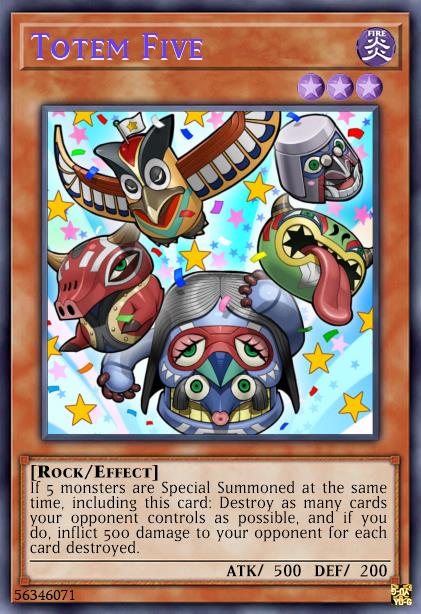 Totem Five
FIRE
炎
[Rock/Effect]
If 5 monsters are Special Summoned at the same
time, including this card: Destroy as many cards
your opponent controls as possible, and if you
do, inflict 500 damage to your opponent for each
card destroyed.
ATK/ 500 DEF/ 200
56346071